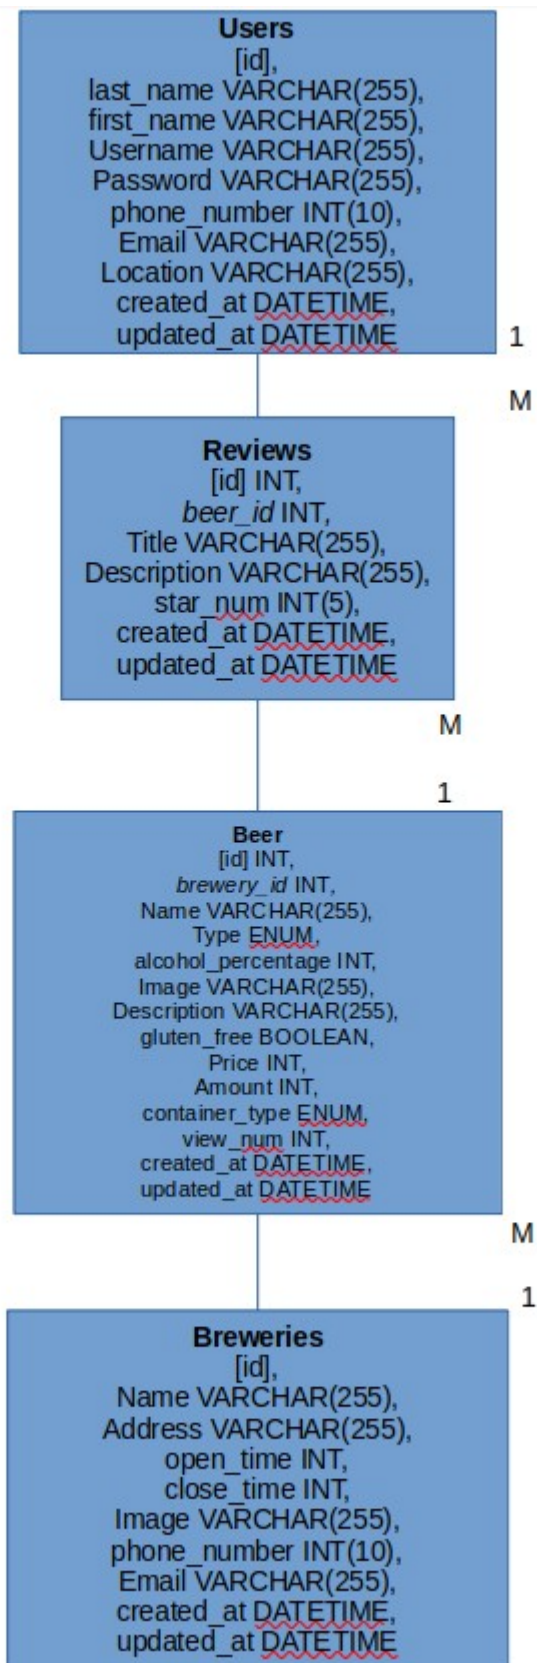 Users
[id],
last_name VARCHAR(255),
first_name VARCHAR(255),
Username VARCHAR(255),
Password VARCHAR(255),
phone_number INT(10),
Email VARCHAR(255),
Location VARCHAR(255),
created_at DATETIME,
updated_at DATETIME
1
M
Reviews
[id] INT,
beer_id INT,
Title VARCHAR(255),
Description VARCHAR(255),
star_num INT(5),
created_at DATETIME,
updated_at DATETIME
M
1
Beer
[id] INT,
brewery_id INT,
Name VARCHAR(255),
Type ENUM,
alcohol_percentage INT,
Image VARCHAR(255),
Description VARCHAR(255),
gluten_free BOOLEAN,
Price INT,
Amount INT,
container_type ENUM,
view_num INT,
created_at DATETIME,
updated_at DATETIME
M
1
Breweries
[id],
Name VARCHAR(255),
Address VARCHAR(255),
open_time INT,
close_time INT,
Image VARCHAR(255),
phone_number INT(10),
Email VARCHAR(255),
created_at DATETIME,
updated_at DATETIME